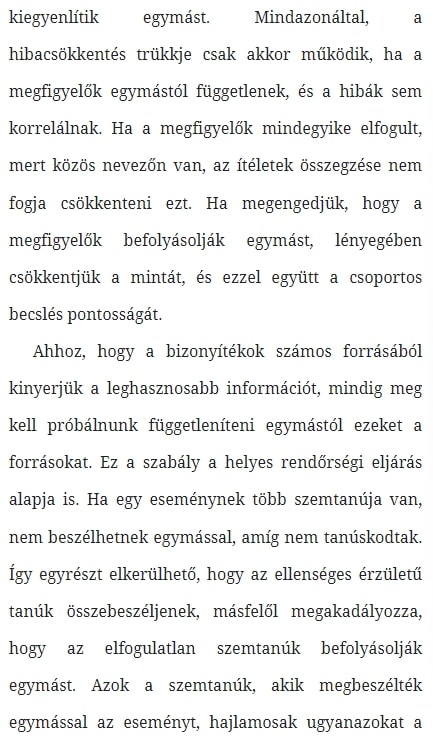 kiegyenlítik egymást. Mindazonáltal, a
hibacsökkentés trükkje csak akkor működik, ha a
megfigyelők egymástól függetlenek, és a hibák sem
korrelálnak. Ha a megfigyelők mindegyike elfogult,
mert közös nevezőn van, az ítéletek összegzése nem
fogja csökkenteni ezt. Ha megengedjük, hogy a
megfigyelők befolyásolják egymást, lényegében
csökkentjük a mintát, és ezzel együtt a csoportos
becslés pontosságát.
Ahhoz, hogy a bizonyítékok számos forrásából
kinyerjük a leghasznosabb információt, mindig meg
kell próbálnunk függetleníteni egymástól ezeket a
forrásokat. Ez a szabály a helyes rendőrségi eljárás
alapja is. Ha egy eseménynek több szemtanúja van,
nem beszélhetnek egymással, amíg nem tanúskodtak.
Így egyrészt elkerülhető, hogy az ellenséges érzületű
tanúk összebeszéljenek, másfelől megakadályozza,
hogy az elfogulatlan szemtanúk befolyásolják
egymást. Azok a szemtanúk, akik megbeszélték
egymással az eseményt, hajlamosak ugyanazokat a